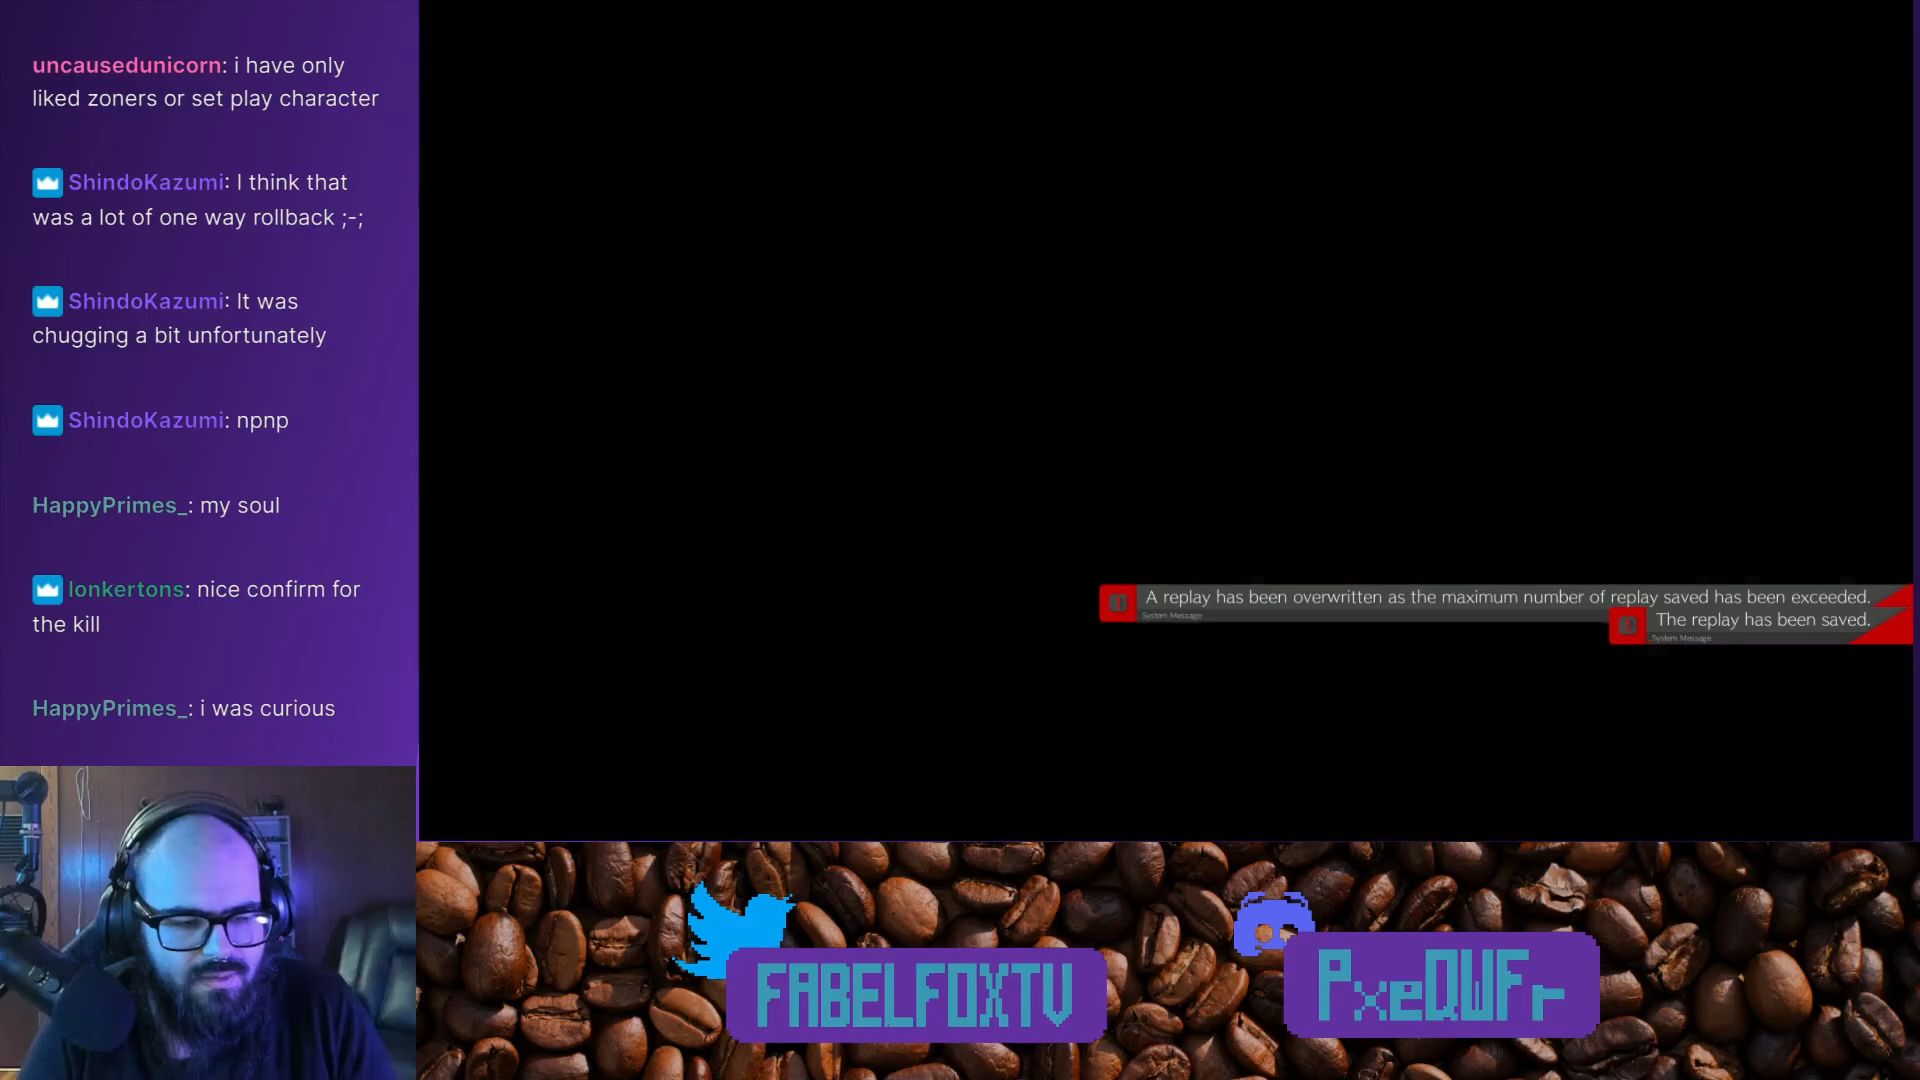 uncausedunicorn: i have only
liked zoners or set play character
ShindoKazumi: I think that
was a lot of one way rollback ;-;
ShindoKazumi: It was
chugging a bit unfortunately
ShindoKazumi: npnp
HappyPrimes_: my soul
lonkertons: nice confirm for
the kill
HappyPrimes_: i was curious
A replay has been overwritten as the maximum number of replay saved has been exceeded.
System Message
The replay has been saved.
System Message
FABELFOXTV
PxeQWFr